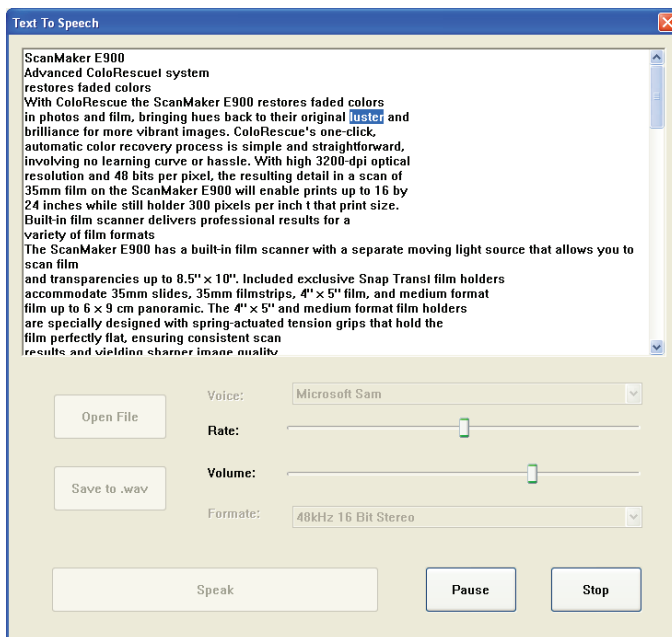 Text To Speech
ScanMaker E900
Advanced ColoRescueI system
restores faded colors
With ColoRescue the ScanMaker E900 restores faded colors
in photos and film, bringing hues back to their original luster and
brilliance for more vibrant images. ColoRescue's one-click,
automatic color recovery process is simple and straightforward,
involving no learning curve or hassle. With high 3200-dpi optical
resolution and 48 bits per pixel, the resulting detail in a scan of
35mm film on the ScanMaker E900 will enable prints up to 16 by
24 inches while still holder 300 pixels per inch t that print size.
Built-in film scanner delivers professional results for a
variety of film formats
The ScanMaker E900 has a built-in film scanner with a separate moving light source that allows you to
scan film
and transparencies up to 8.5" x 10". Included exclusive Snap Transl film holders
accommodate 35mm slides, 35mm filmstrips, 4" x 5" film, and medium format
film up to 6 x 9 cm panoramic. The 4" x 5" and medium format film holders
are specially designed with spring-actuated tension grips that hold the
film perfectly flat, ensuring consistent scan
results and yielding sharper image quality
Open File
Save to .wav
Voice:
Microsoft Sam
Rate:
Volume:
Formate:
48kHz 16 Bit Stereo
Speak
Pause
Stop